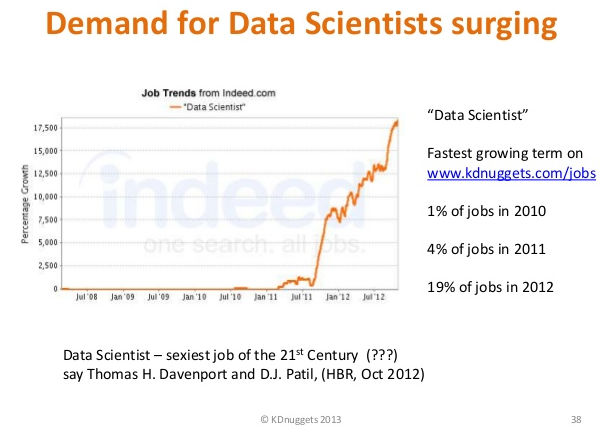 Demand for Data Scientists surging
Job Trends from Indeed.com
"Data Scientist"
Percentage Growth
17,500
15,000
12,500
10,000
7,500
5,000
2,500
0
indeed
one search. all jobs.
Jul '08 Jan '09 Jul '09 Jan '10 Jul '10 Jan '11 Jul '11 Jan '12 Jul '12
“Data Scientist”
Fastest growing term on
www.kdnuggets.com/jobs
1% of jobs in 2010
4% of jobs in 2011
19% of jobs in 2012
Data Scientist – sexiest job of the 21st Century (???)
say Thomas H. Davenport and D.J. Patil, (HBR, Oct 2012)
© KDnuggets 2013
38